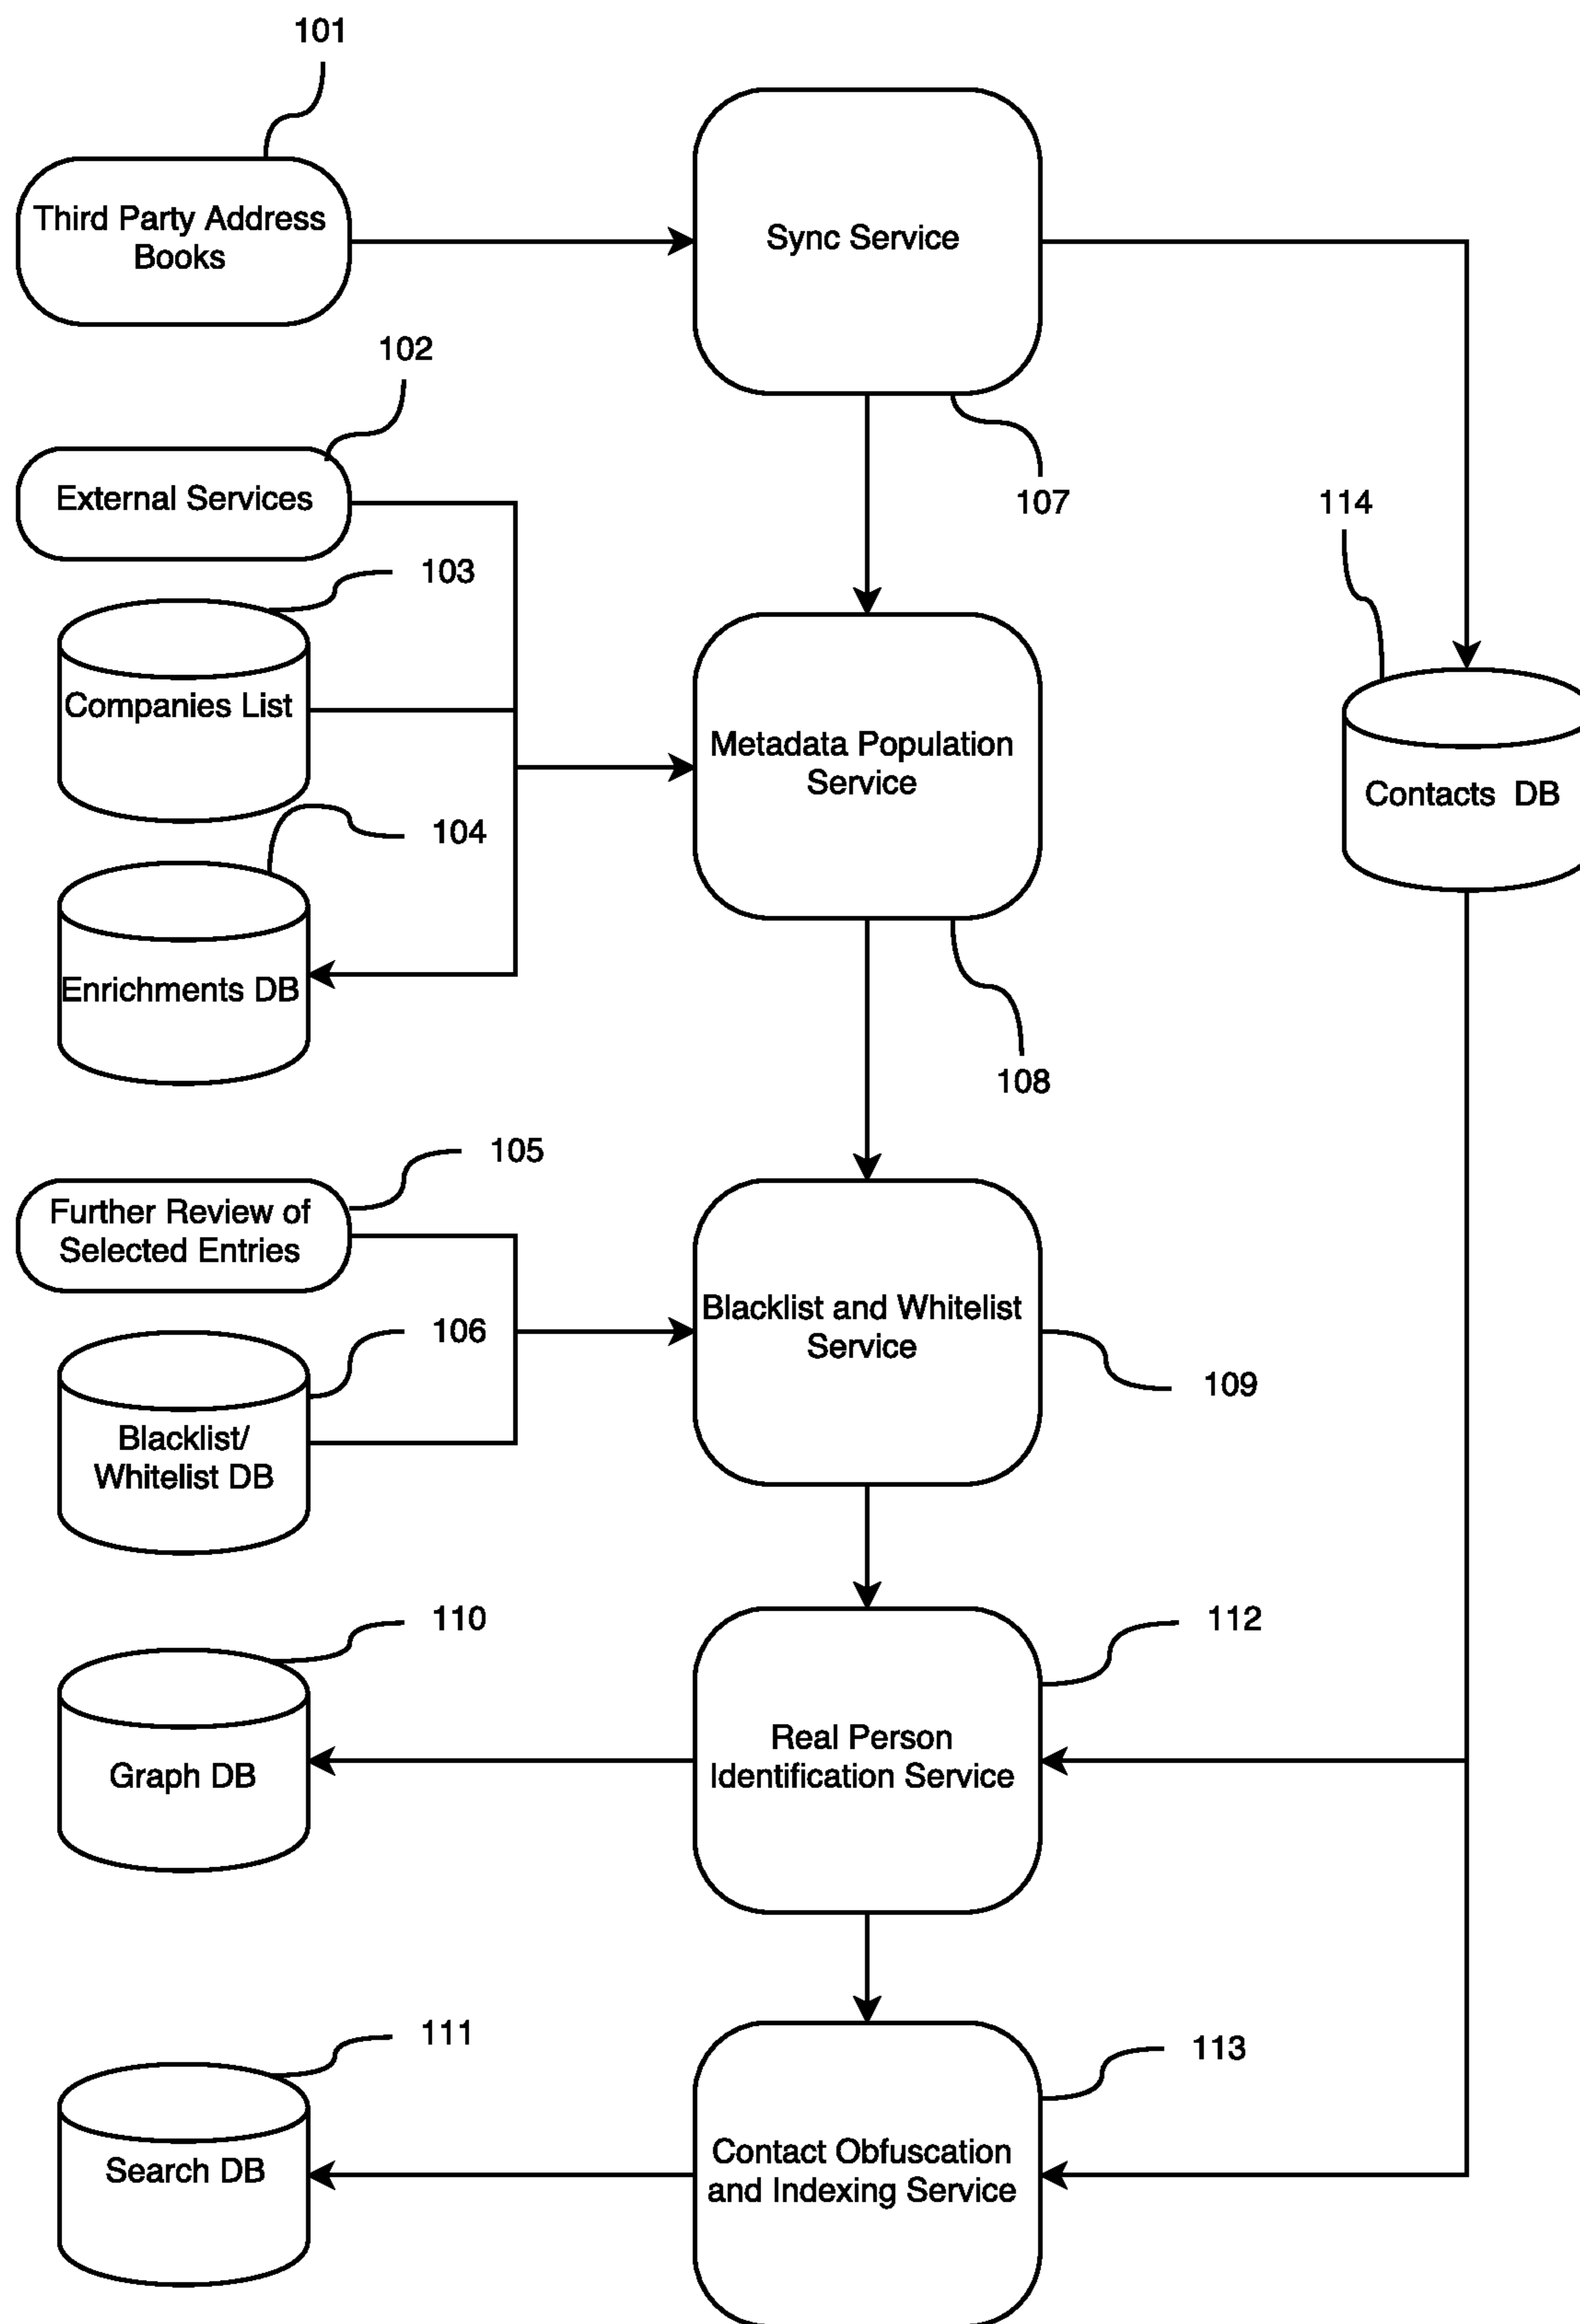 101
Third Party Address
Books
Sync Service
102
External Services
107
114
103
Companies List
Metadata Population
Service
Contacts DB
104
Enrichments DB
108
105
Further Review of
Selected Entries
Blacklist and Whitelist
Service
106
109
Blacklist/
Whitelist DB
110
112
Real Person
Identification Service
Graph DB
111
113
Contact Obfuscation
and Indexing Service
Search DB